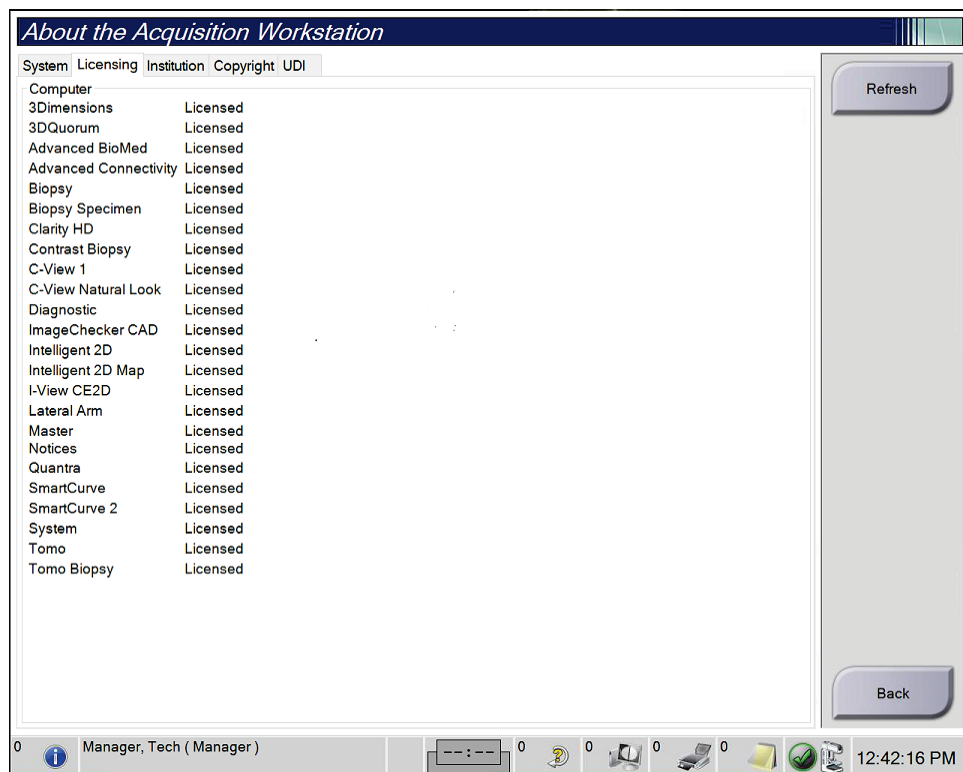 About the Acquisition Workstation
System Licensing Institution Copyright UDI
Refresh
Computer
3Dimensions Licensed
3DQuorum Licensed
Advanced BioMed Licensed
Advanced Connectivity Licensed
Biopsy Licensed
Biopsy Specimen Licensed
Clarity HD Licensed
Contrast Biopsy Licensed
C-View 1 Licensed
C-View Natural Look Licensed
Diagnostic Licensed
ImageChecker CAD Licensed
Intelligent 2D Licensed
Intelligent 2D Map Licensed
I-View CE2D Licensed
Lateral Arm Licensed
Master Licensed
Notices Licensed
Quantra Licensed
SmartCurve Licensed
SmartCurve 2 Licensed
System Licensed
Tomo Licensed
Tomo Biopsy Licensed
Back
0 Manager, Tech ( Manager ) --:-- 0 0 0 0 12:42:16 PM